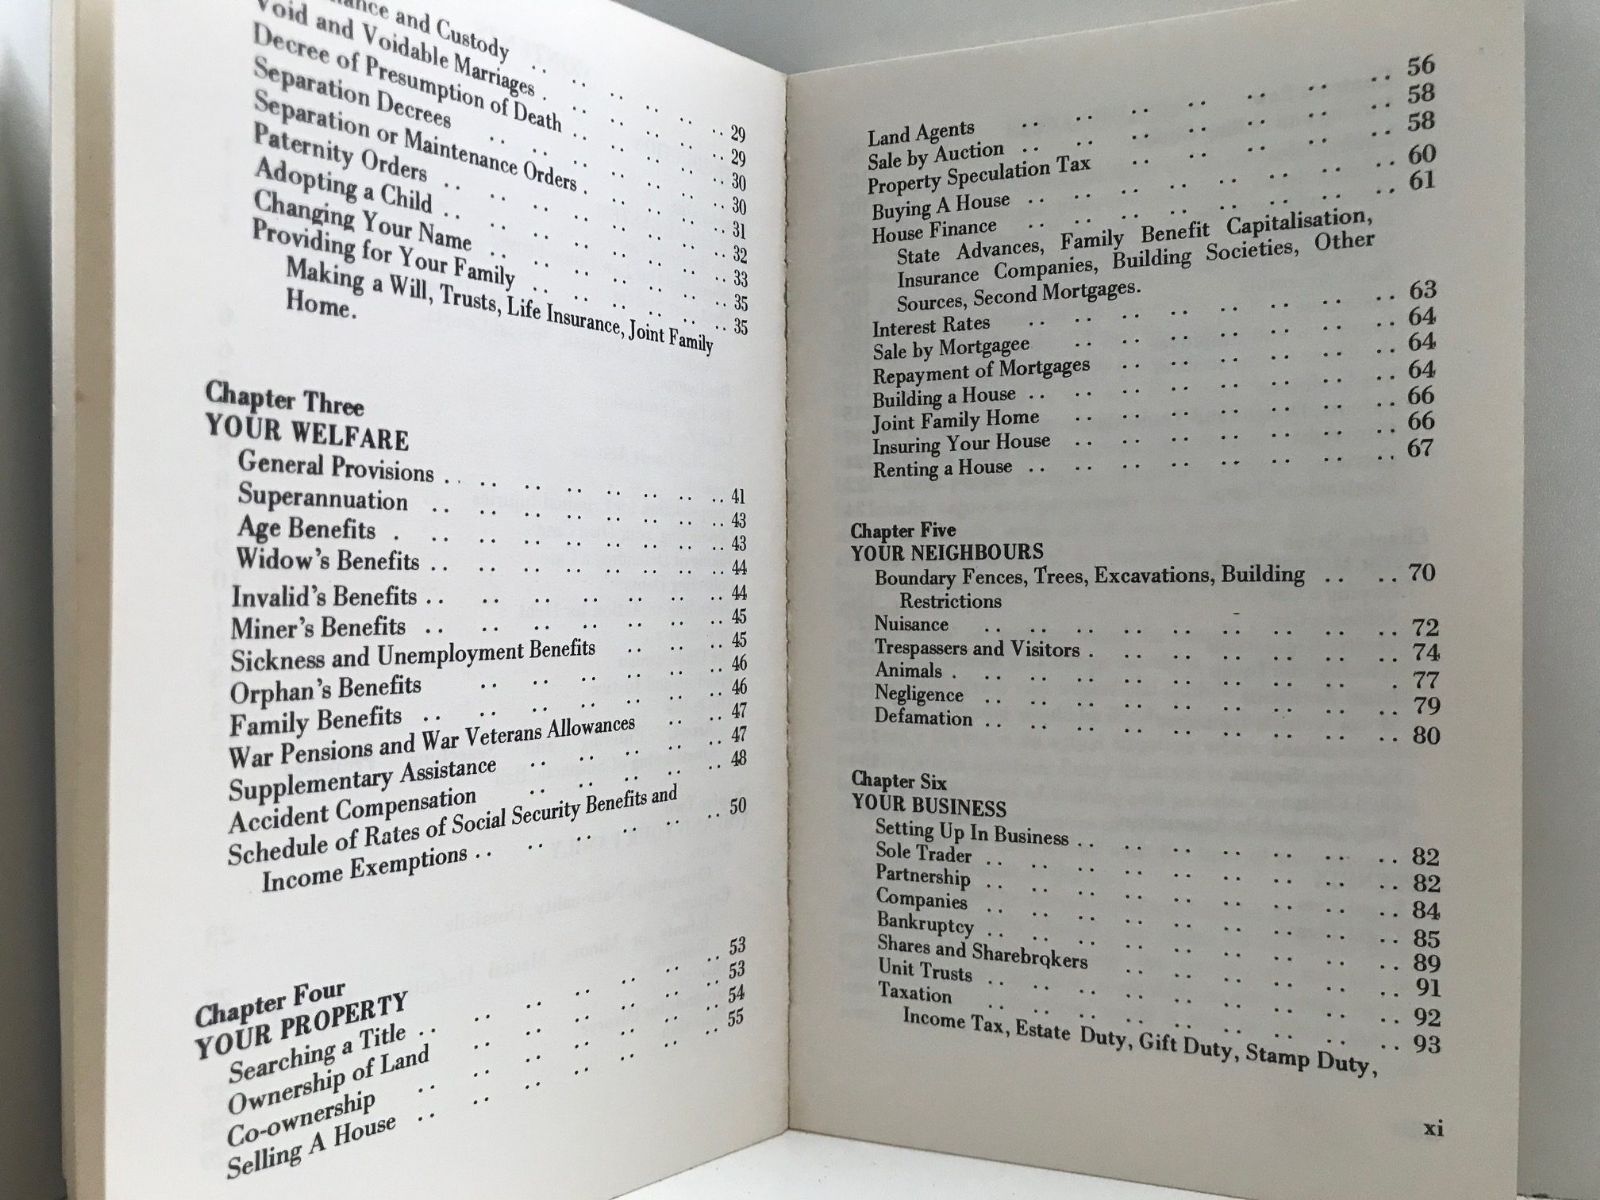 and Custody .. .. .. .. .. 29
Void and Voidable Marriages . .. .. .. .. 29
Decree of Presumption of Death .. .. .. .. 30
Separation Decrees .. .. .. .. .. .. 30
Separation or Maintenance Orders . .. .. .. 31
Paternity Orders .. .. .. .. .. .. 32
Adopting a Child .. .. .. .. .. .. 33
Changing Your Name .. .. .. .. .. .. 35
Providing for Your Family .. .. .. .. .. 35
Making a Will, Trusts, Life Insurance, Joint Family
Home.
Chapter Three
YOUR WELFARE
General Provisions .. .. .. .. .. .. .. 41
Superannuation .. .. .. .. .. .. .. 43
Age Benefits . .. .. .. .. .. .. .. 43
Widow's Benefits .. .. .. .. .. .. .. 44
Invalid's Benefits .. .. .. .. .. .. .. 44
Miner's Benefits .. .. .. .. .. .. .. 45
Sickness and Unemployment Benefits .. .. .. 45
Orphan's Benefits .. .. .. .. .. .. 46
Family Benefits .. .. .. .. .. .. .. 46
War Pensions and War Veterans Allowances .. .. 47
Supplementary Assistance .. .. .. .. .. 47
Accident Compensation .. .. .. .. .. 48
Schedule of Rates of Social Security Benefits and
Income Exemptions .. .. .. .. .. .. 50
Chapter Four
YOUR PROPERTY
Searching a Title .. .. .. .. .. .. .. 53
Ownership of Land .. .. .. .. .. .. 53
Co-ownership .. .. .. .. .. .. .. 54
Selling A House .. .. .. .. .. .. .. 55
Land Agents .. .. .. .. .. .. .. .. 56
Sale by Auction .. .. .. .. .. .. .. 58
Property Speculation Tax .. .. .. .. .. .. 58
Buying A House .. .. .. .. .. .. .. .. 60
House Finance .. .. .. .. .. .. .. .. 61
State Advances, Family Benefit Capitalisation,
Insurance Companies, Building Societies, Other
Sources, Second Mortgages.
Interest Rates .. .. .. .. .. .. .. .. 63
Sale by Mortgagee .. .. .. .. .. .. .. 64
Repayment of Mortgages .. .. .. .. .. .. 64
Building a House .. .. .. .. .. .. .. .. 64
Joint Family Home .. .. .. .. .. .. .. 66
Insuring Your House .. .. .. .. .. .. .. 66
Renting a House .. .. .. .. .. .. .. .. 67
Chapter Five
YOUR NEIGHBOURS
Boundary Fences, Trees, Excavations, Building .. .. 70
Restrictions
Nuisance .. .. .. .. .. .. .. .. .. 72
Trespassers and Visitors . .. .. .. .. .. .. 74
Animals . .. .. .. .. .. .. .. .. . 77
Negligence .. .. .. .. .. .. .. .. .. 79
Defamation .. .. .. .. .. .. .. .. .. 80
Chapter Six
YOUR BUSINESS
Setting Up In Business .. .. .. .. .. .. .. 82
Sole Trader .. .. .. .. .. .. .. .. .. 82
Partnership .. .. .. .. .. .. .. .. .. 84
Companies .. .. .. .. .. .. .. .. .. 85
Bankruptcy .. .. .. .. .. .. .. .. .. 89
Shares and Sharebrokers .. .. .. .. .. .. 91
Unit Trusts .. .. .. .. .. .. .. .. .. 92
Taxation .. .. .. .. .. .. .. .. .. 93
Income Tax, Estate Duty, Gift Duty, Stamp Duty,
xi